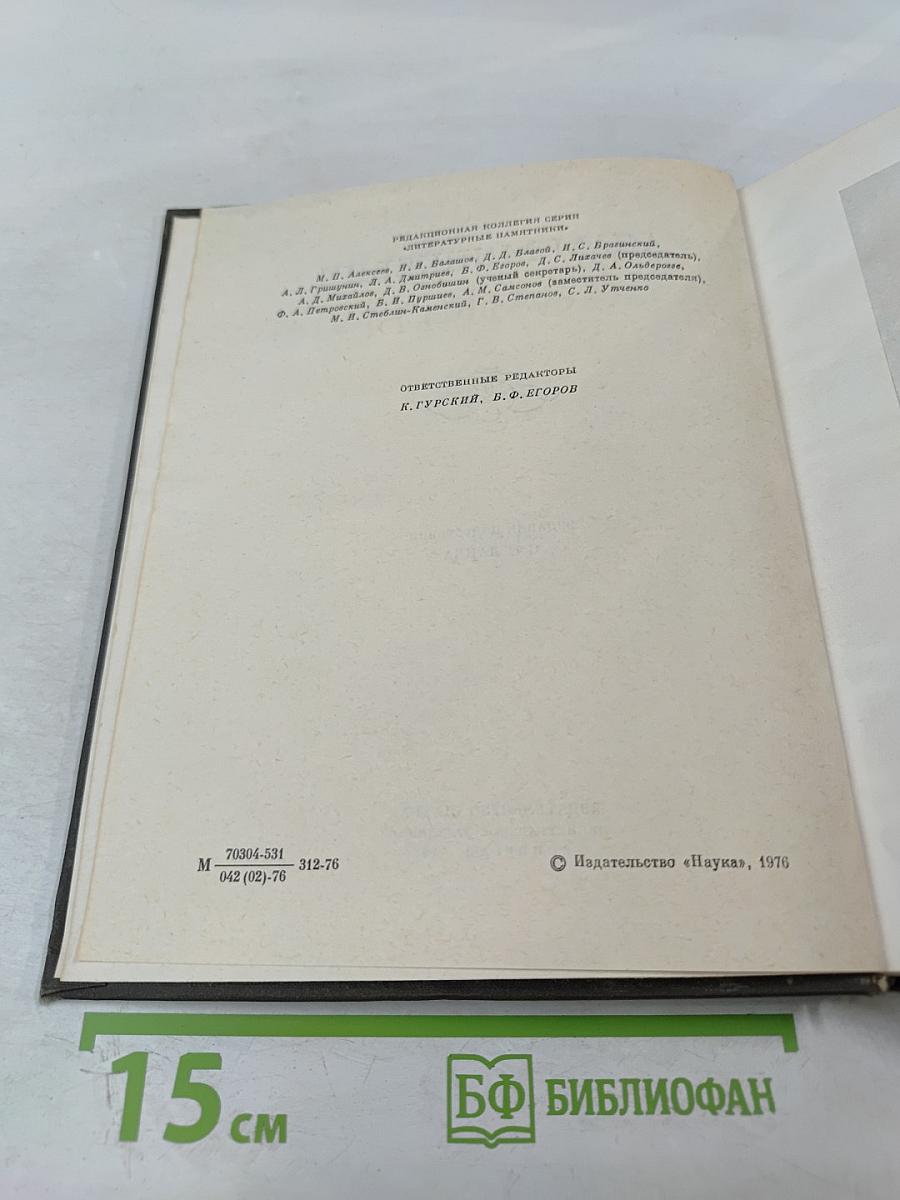 РЕДАКЦИОННАЯ КОЛЛЕГИЯ СЕРИИ
«ЛИТЕРАТУРНЫЕ ПАМЯТНИКИ»
М. П. Алексеев, Н. И. Балашов, Д. Д. Благой, И. С. Брагинский,
А. Л. Гришунин, Л. А. Дмитриев, Б. Ф. Егоров, Д. С. Лихачев (председатель),
А. Д. Михайлов, Д. В. Ознобишин (ученый секретарь), Д. А. Ольдерогге,
Ф. А. Петровский, Б. И. Пуришев, А. М. Самсонов (заместитель председателя),
М. И. Стеблин-Каменский, Г. В. Степанов, С. Л. Утченко
ОТВЕТСТВЕННЫЕ РЕДАКТОРЫ
К. ГУРСКИЙ, Б. Ф. ЕГОРОВ
М 70304-531 / 042 (02)-76 312-76
© Издательство «Наука», 1976
15 см
БФ БИБЛИОФАН